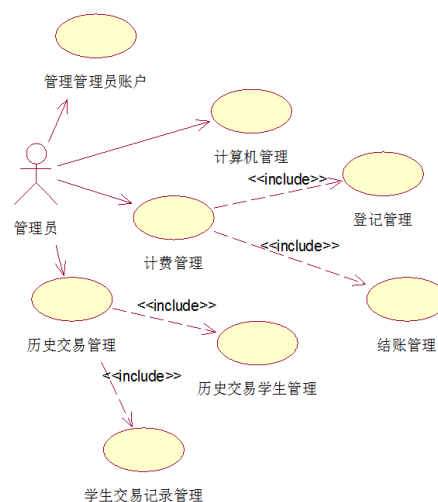 管理管理员账户
计算机管理
<<include>>
登记管理
管理员
<<include>>
计费管理
<<include>>
历史交易管理
结账管理
<<include>>
历史交易学生管理
学生交易记录管理